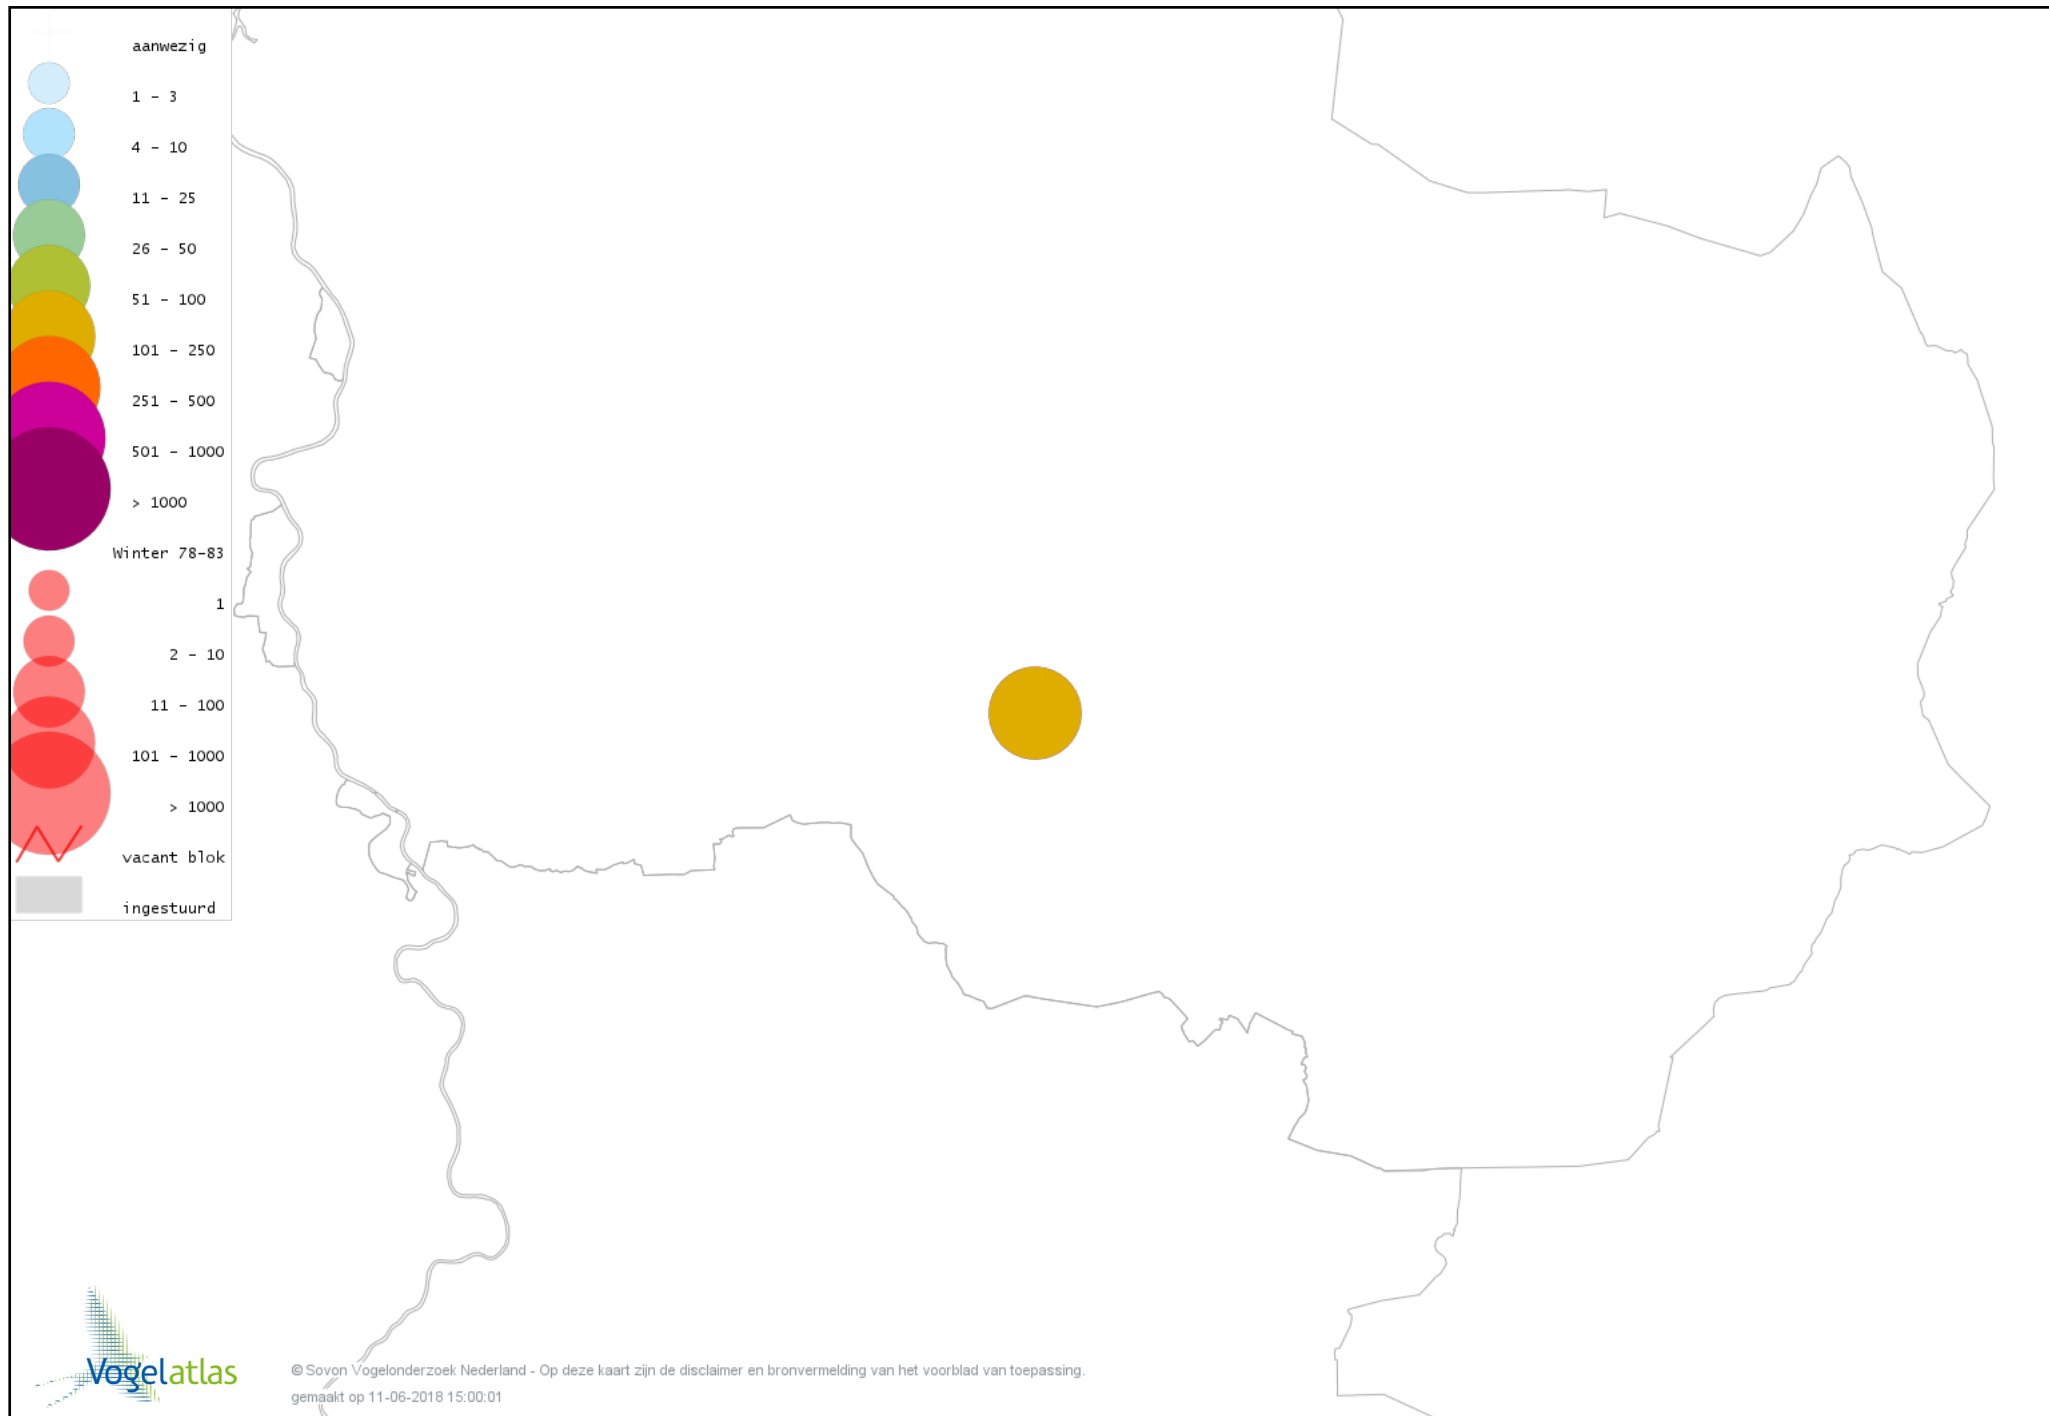 aanwezig
1 - 3
4 - 10
11 - 25
26 - 50
51 - 100
101 - 250
251 - 500
501 - 1000
> 1000
Winter 78-83
1
2 - 10
11 - 100
101 - 1000
> 1000
vacant blok
ingestuurd
Vogelatlas
© Sovon Vogelonderzoek Nederland - Op deze kaart zijn de disclaimer en bronvermelding van het voorblad van toepassing.
gemaakt op 11-06-2018 15:00:01